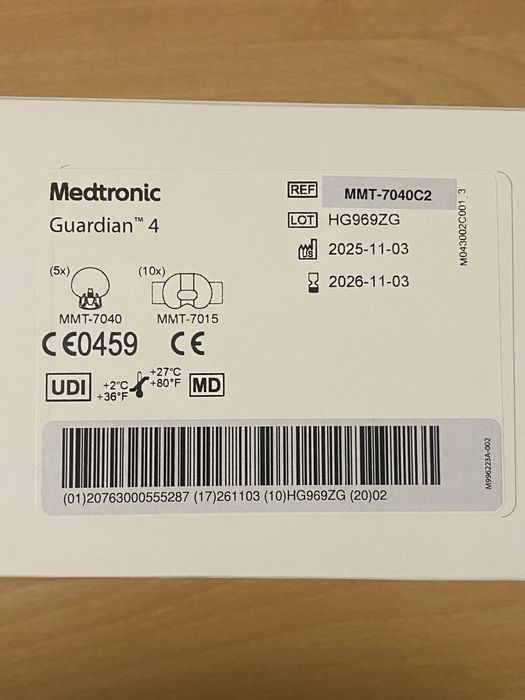 Medtronic
Guardian™ 4
REF MMT-7040C2
LOT HG969ZG
US 2025-11-03
2026-11-03
M043002C001_3
(5x) (10x)
MMT-7040 MMT-7015
CE0459 CE
UDI +2°C +36°F +27°C +80°F MD
(01)20763000555287 (17)261103 (10)HG969ZG (20)02
M996223A-002